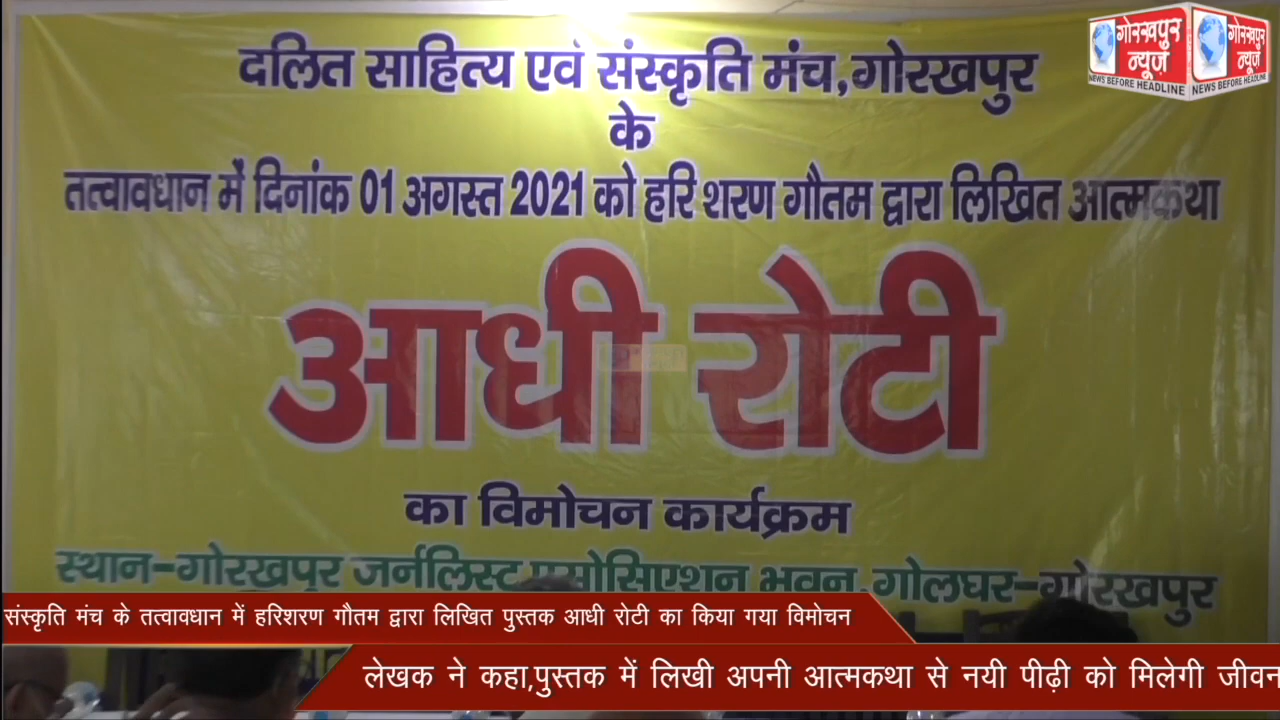 दलित साहित्य एवं संस्कृति मंच,गोरखपुर
के
तत्वावधान में दिनांक 01 अगस्त 2021 को हरि शरण गौतम द्वारा लिखित आत्मकथा
आधी रोटी
का विमोचन कार्यक्रम
स्थान-गोरखपुर जर्नलिस्ट एसोसिएशन भवन,गोलघर-गोरखपुर
गोरखपुर
न्यूज़
NEWS BEFORE HEADLINE
गोरखपुर
न्यूज़
NEWS BEFORE HEADLINE
संस्कृति मंच के तत्वावधान में हरिशरण गौतम द्वारा लिखित पुस्तक आधी रोटी का किया गया विमोचन
लेखक ने कहा,पुस्तक में लिखी अपनी आत्मकथा से नयी पीढ़ी को मिलेगी जीवन